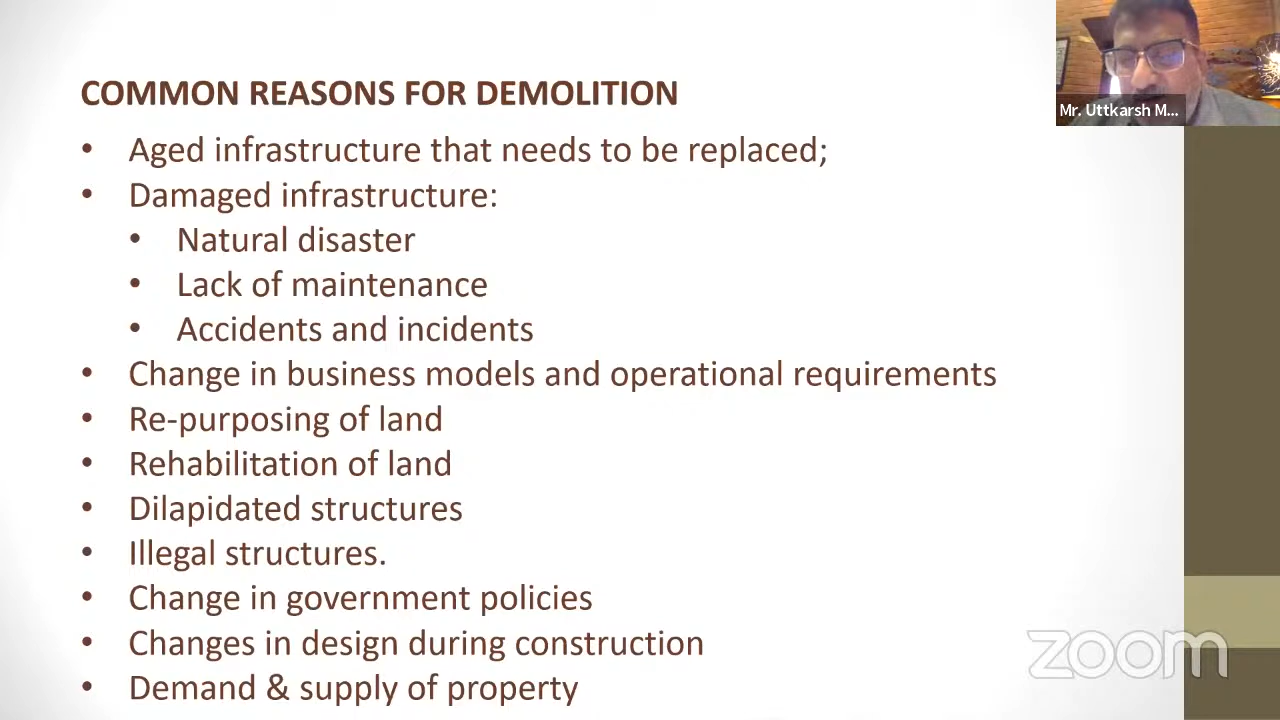 COMMON REASONS FOR DEMOLITION
• Aged infrastructure that needs to be replaced;
• Damaged infrastructure:
• Natural disaster
• Lack of maintenance
• Accidents and incidents
• Change in business models and operational requirements
• Re-purposing of land
• Rehabilitation of land
• Dilapidated structures
• Illegal structures.
• Change in government policies
• Changes in design during construction
• Demand & supply of property
Mr. Uttkarsh M...
zoom